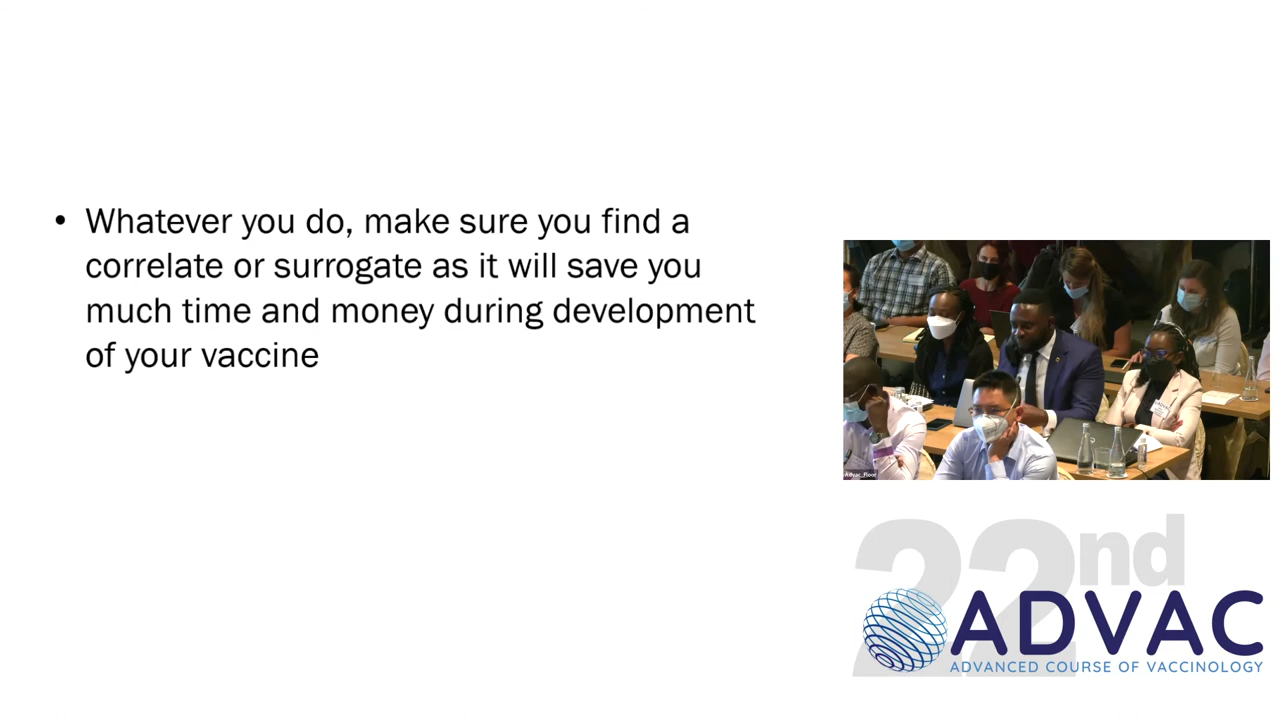 • Whatever you do, make sure you find a
correlate or surrogate as it will save you
much time and money during development
of your vaccine
Advac_Floor
22nd
ADVAC
ADVANCED COURSE OF VACCINOLOGY